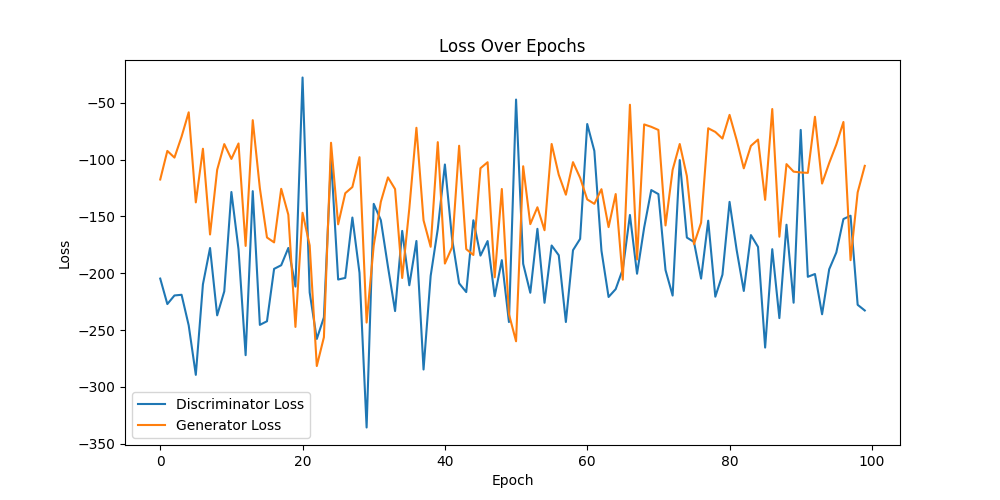 Loss Over Epochs
Loss
−50
−100
−150
−200
−250
−300
−350
Discriminator Loss
Generator Loss
0 20 40 60 80 100
Epoch